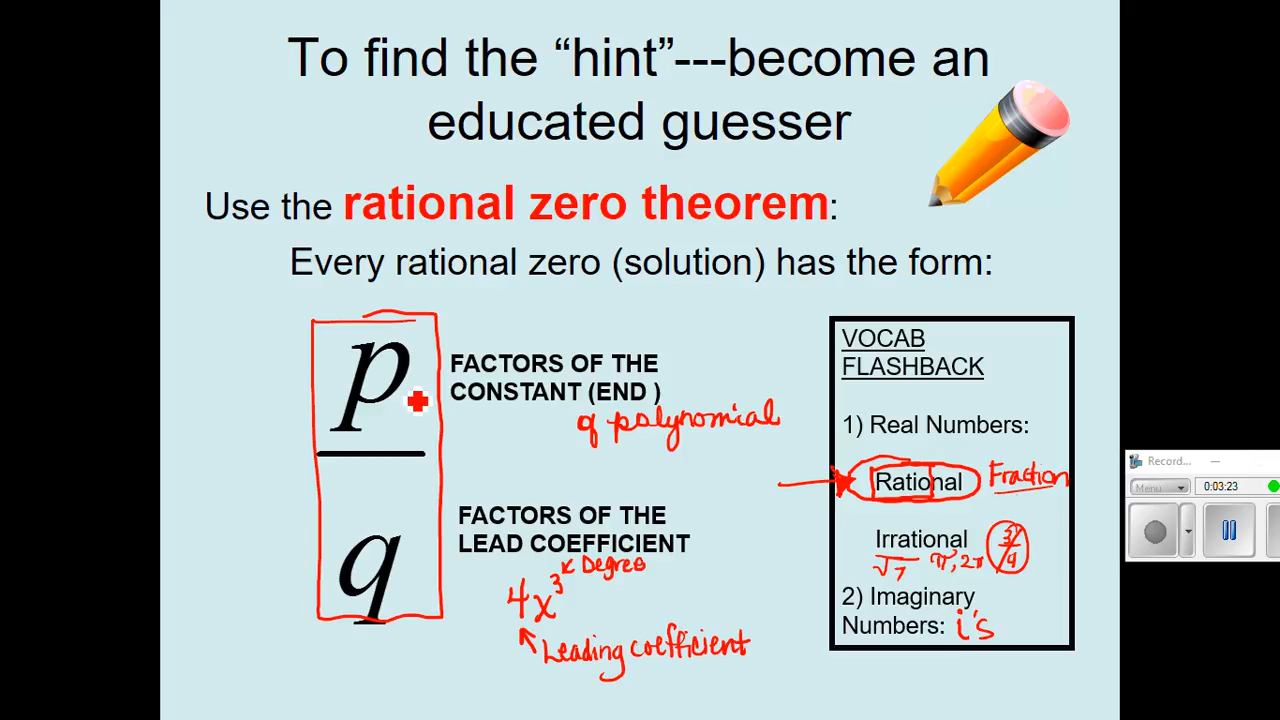 To find the “hint”---become an
educated guesser
Use the rational zero theorem:
Every rational zero (solution) has the form:
p
q
FACTORS OF THE
CONSTANT (END )
of polynomial
FACTORS OF THE
LEAD COEFFICIENT
4x³ Degree
Leading coefficient
VOCAB
FLASHBACK
1) Real Numbers:
Rational Fraction
Irrational
√7 π, 2π 3/4
2) Imaginary
Numbers: i's
Record...
Menu 0:03:23